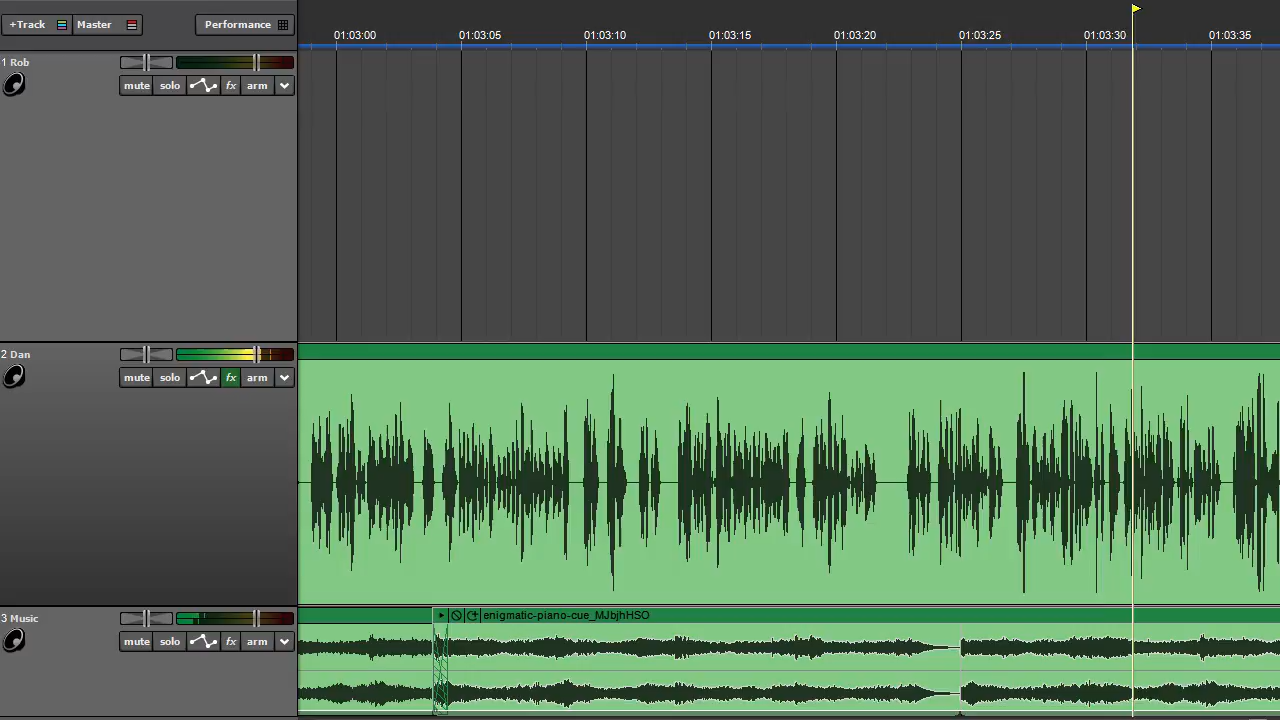 +Track Master Performance
01:03:00 01:03:05 01:03:10 01:03:15 01:03:20 01:03:25 01:03:30 01:03:35
1 Rob
mute solo fx arm
2 Dan
mute solo fx arm
3 Music
enigmatic-piano-cue_MJbjhHSO
mute solo fx arm